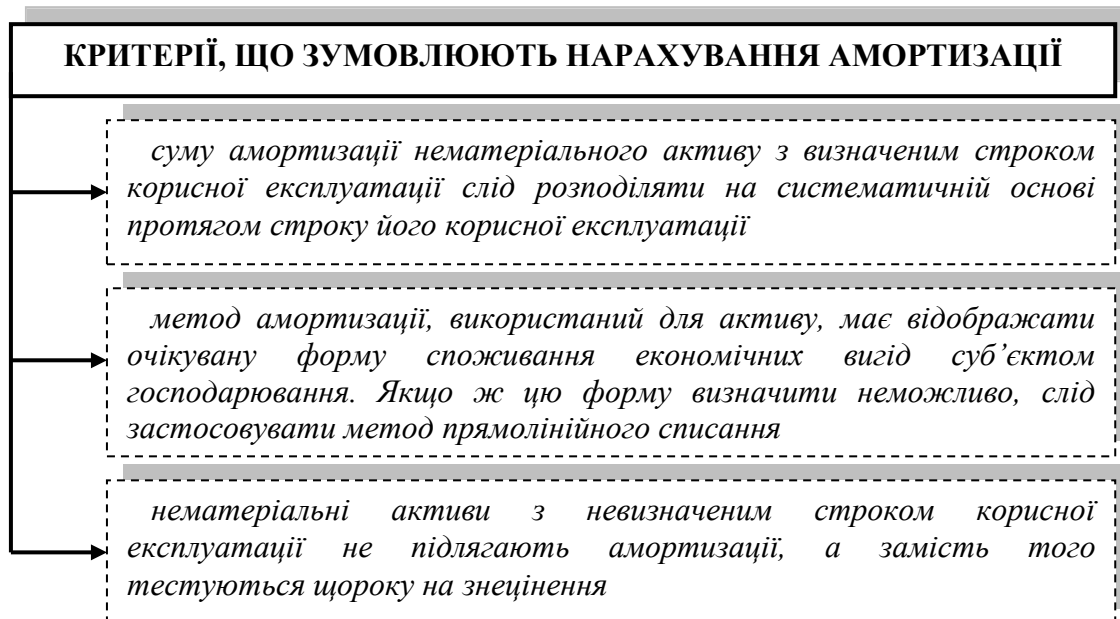 КРИТЕРІЇ, ЩО ЗУМОВЛЮЮТЬ НАРАХУВАННЯ АМОРТИЗАЦІЇ
суму амортизації нематеріального активу з визначеним строком
корисної експлуатації слід розподіляти на систематичній основі
протягом строку його корисної експлуатації
метод амортизації, використаний для активу, має відображати
очікувану форму споживання економічних вигід суб’єктом
господарювання. Якщо ж цю форму визначити неможливо, слід
застосовувати метод прямолінійного списання
нематеріальні активи з невизначеним строком корисної
експлуатації не підлягають амортизації, а замість того
тестуються щороку на знецінення